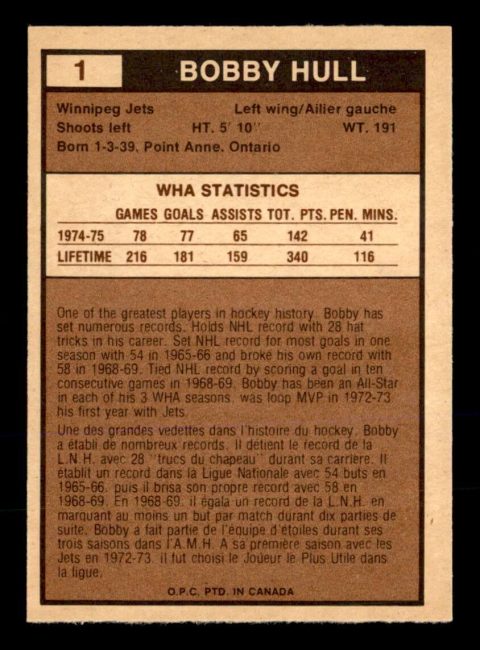 1 BOBBY HULL
Winnipeg Jets Left wing/Ailier gauche
Shoots left HT. 5' 10" WT. 191
Born 1-3-39, Point Anne, Ontario
WHA STATISTICS
GAMES GOALS ASSISTS TOT. PTS. PEN. MINS.
1974-75 78 77 65 142 41
LIFETIME 216 181 159 340 116
One of the greatest players in hockey history. Bobby has
set numerous records. Holds NHL record with 28 hat
tricks in his career. Set NHL record for most goals in one
season with 54 in 1965-66 and broke his own record with
58 in 1968-69. Tied NHL record by scoring a goal in ten
consecutive games in 1968-69. Bobby has been an All-Star
in each of his 3 WHA seasons, was loop MVP in 1972-73
his first year with Jets.
Une des grandes vedettes dans l'histoire du hockey. Bobby
a établi de nombreux records. Il détient le record de la
L.N.H. avec 28 "trucs du chapeau" durant sa carrière. Il
établit un record dans la Ligue Nationale avec 54 buts en
1965-66, puis il brisa son propre record avec 58 en
1968-69. En 1968-69, il égala un record de la L.N.H. en
marquant au moins un but par match durant dix parties de
suite. Bobby a fait partie de l'équipe d'étoiles durant ses
trois saisons dans l'A.M.H. A sa première saison avec les
Jets en 1972-73, il fut choisi le Joueur le Plus Utile dans
la ligue.
O.P.C. PTD. IN CANADA